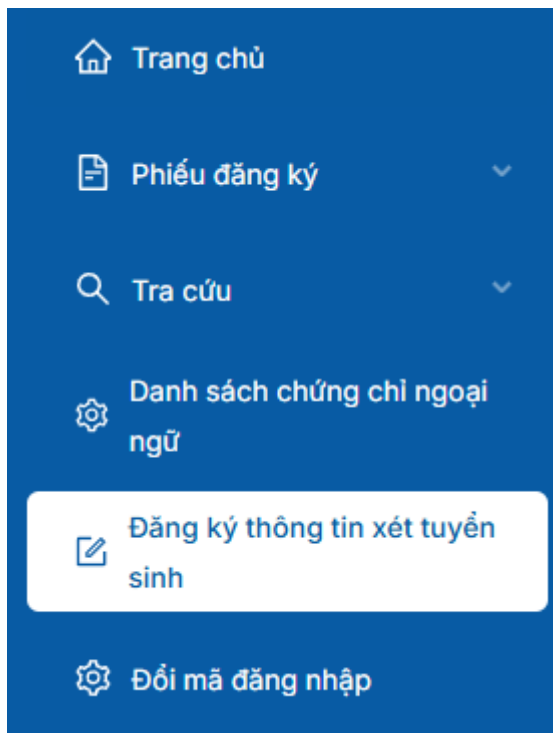 Trang chủ
Phiếu đăng ký
Tra cứu
Danh sách chứng chỉ ngoại
ngữ
Đăng ký thông tin xét tuyển
sinh
Đổi mã đăng nhập